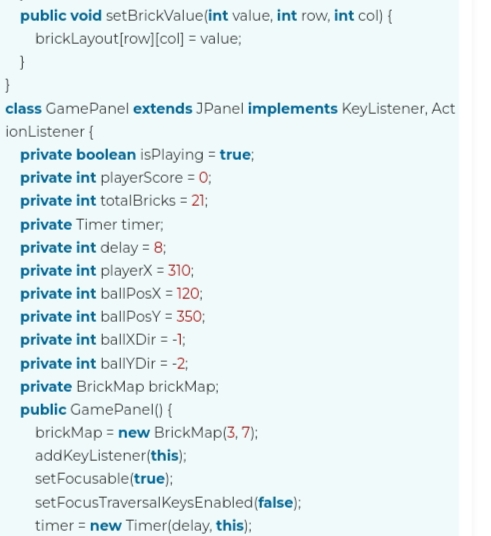 public void setBrickValue(int value, int row, int col) {
brickLayout[row][col] = value;
}
}
class GamePanel extends JPanel implements KeyListener, Act
ionListener {
private boolean isPlaying = true;
private int playerScore = 0;
private int totalBricks = 21;
private Timer timer;
private int delay = 8;
private int playerX = 310;
private int ballPosX = 120;
private int ballPosY = 350;
private int ballXDir = -1;
private int ballYDir = -2;
private BrickMap brickMap;
public GamePanel() {
brickMap = new BrickMap(3, 7);
addKeyListener(this);
setFocusable(true);
setFocusTraversalKeysEnabled(false);
timer = new Timer(delay, this);